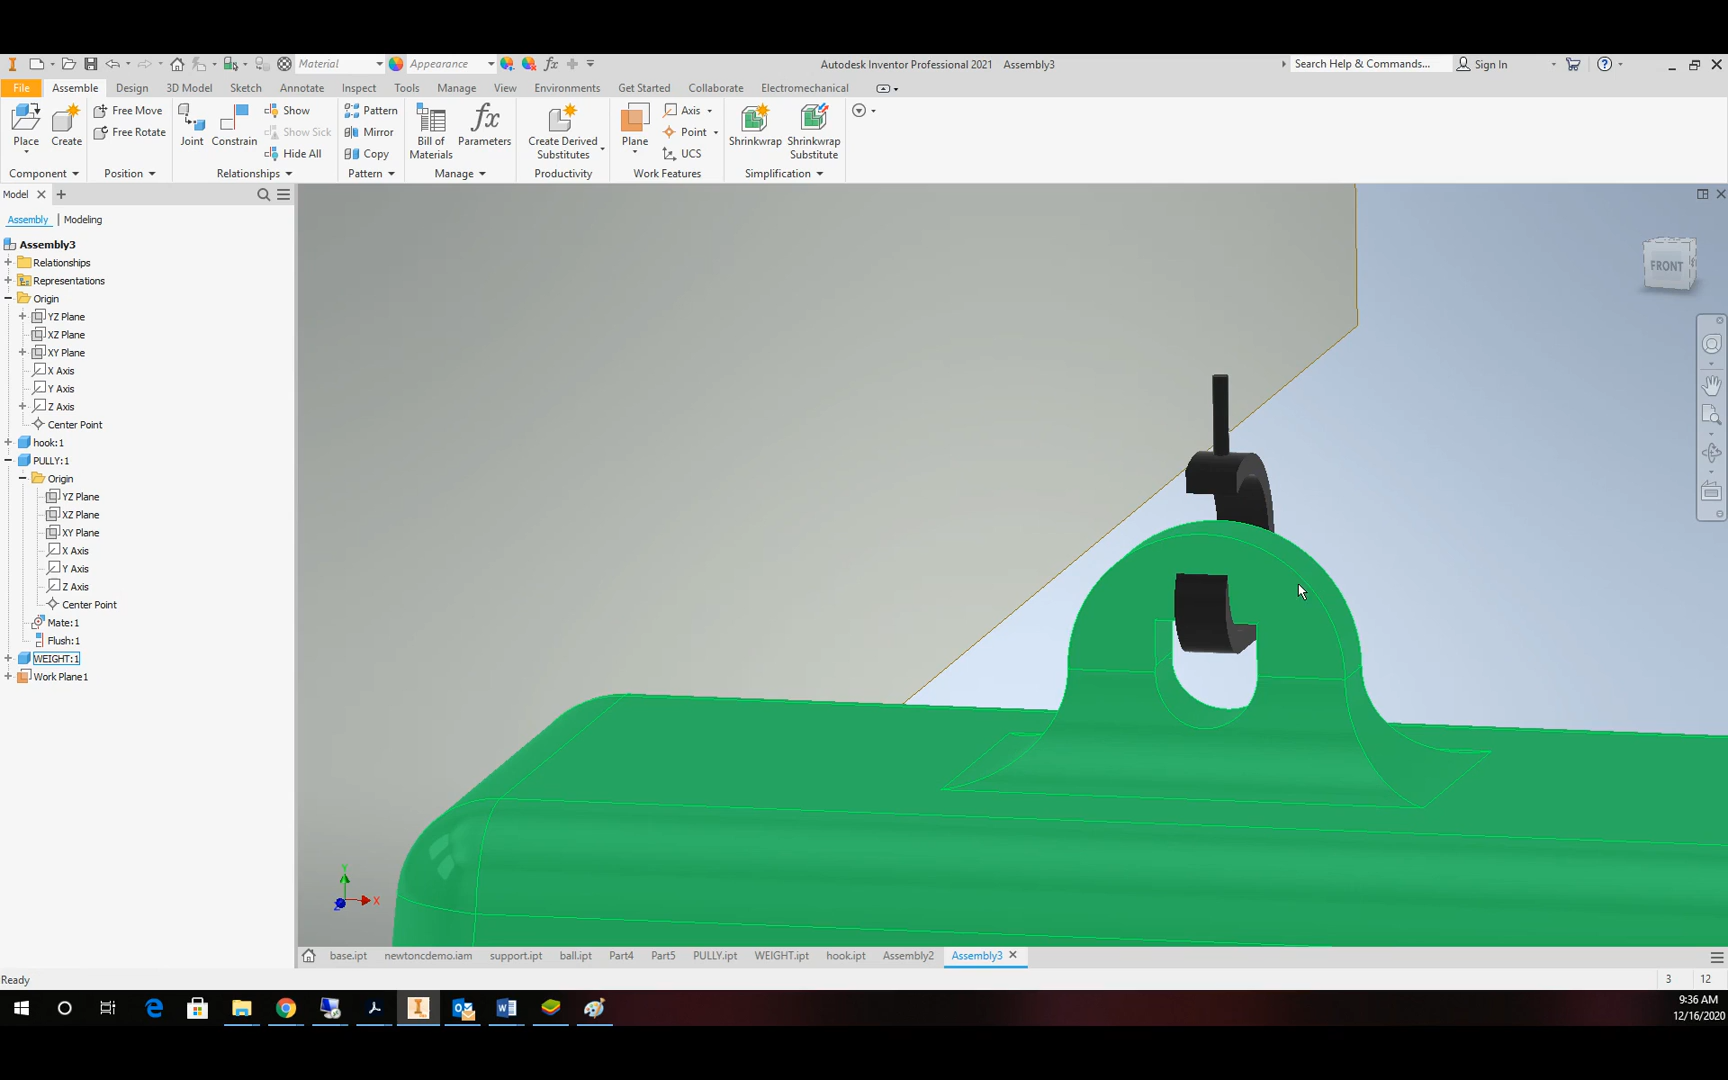 Material
Appearance
fx
Autodesk Inventor Professional 2021 Assembly3
Search Help & Commands...
Sign In
File Assemble Design 3D Model Sketch Annotate Inspect Tools Manage View Environments Get Started Collaborate Electromechanical
Place
Create
Free Move
Free Rotate
Joint
Constrain
Show
Show Sick
Hide All
Pattern
Mirror
Copy
Bill of
Materials
fx
Parameters
Create Derived
Substitutes
Plane
Axis
Point
UCS
Shrinkwrap
Shrinkwrap
Substitute
Component Position Relationships Pattern Manage Productivity Work Features Simplification
Model
Assembly | Modeling
Assembly3
Relationships
Representations
Origin
YZ Plane
XZ Plane
XY Plane
X Axis
Y Axis
Z Axis
Center Point
hook:1
PULLY:1
Origin
YZ Plane
XZ Plane
XY Plane
X Axis
Y Axis
Z Axis
Center Point
Mate:1
Flush:1
WEIGHT:1
Work Plane1
FRONT
Y
X
Z
base.ipt newtoncdemo.iam support.ipt ball.ipt Part4 Part5 PULLY.ipt WEIGHT.ipt hook.ipt Assembly2 Assembly3
Ready
3 12
9:36 AM
12/16/2020